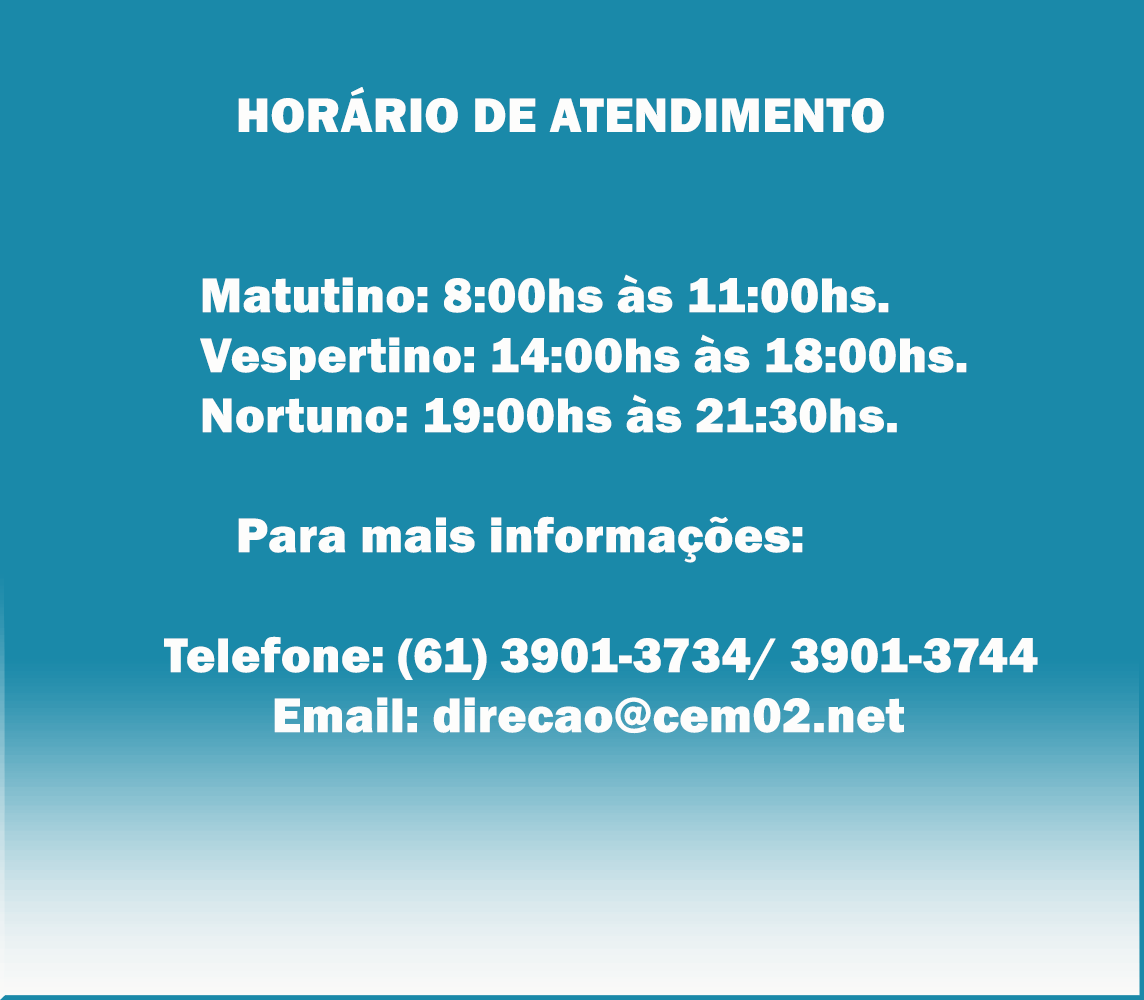 HORÁRIO DE ATENDIMENTO
Matutino: 8:00hs às 11:00hs.
Vespertino: 14:00hs às 18:00hs.
Nortuno: 19:00hs às 21:30hs.
Para mais informações:
Telefone: (61) 3901-3734/ 3901-3744
Email: direcao@cem02.net